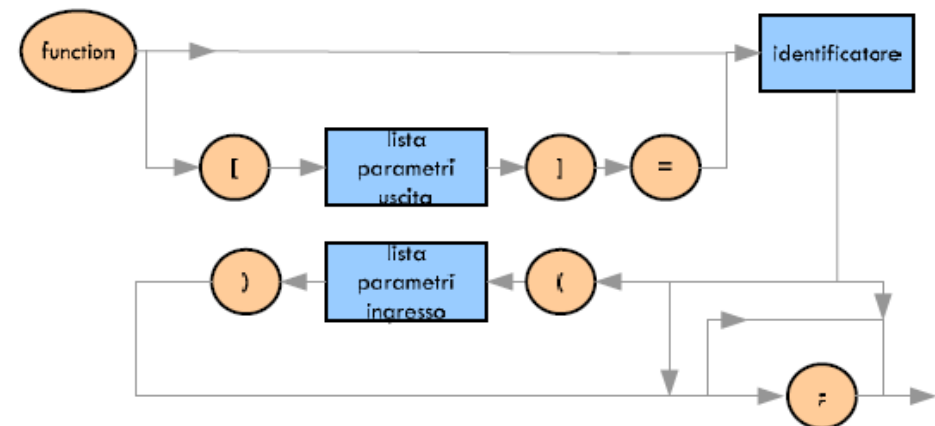 function
identificatore
[
lista
parametri
uscita
]
=
)
lista
parametri
ingresso
(